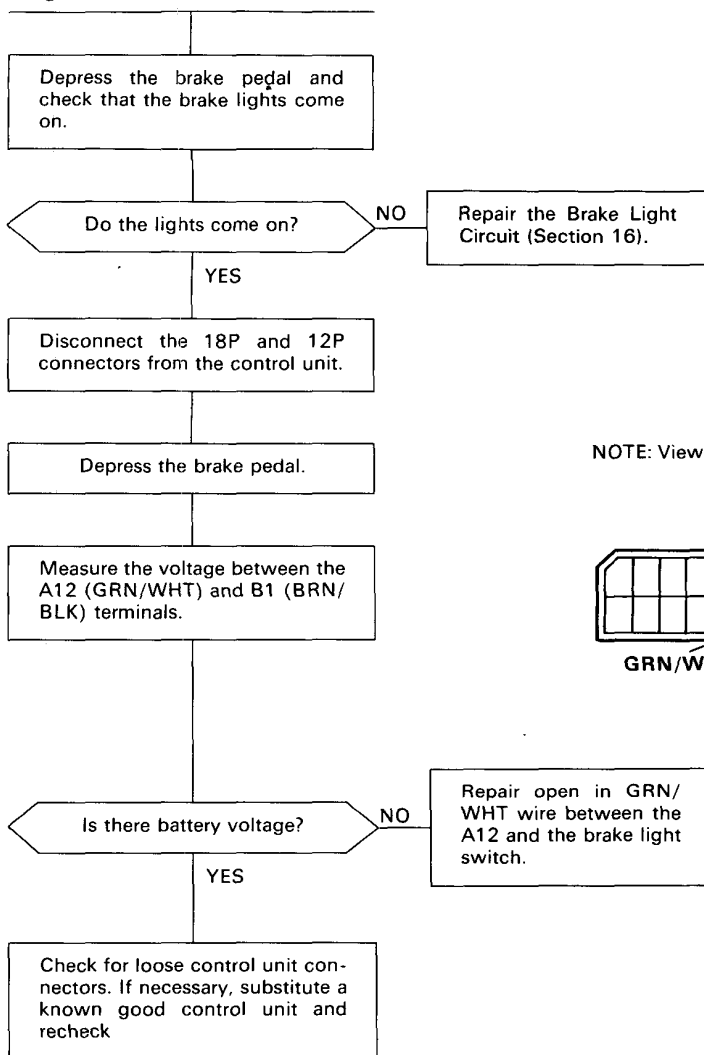 Depress the brake pedal and
check that the brake lights come
on.
Do the lights come on?
NO
Repair the Brake Light
Circuit (Section 16).
YES
Disconnect the 18P and 12P
connectors from the control unit.
Depress the brake pedal.
NOTE: View
Measure the voltage between the
A12 (GRN/WHT) and B1 (BRN/
BLK) terminals.
GRN/W
Is there battery voltage?
NO
Repair open in GRN/
WHT wire between the
A12 and the brake light
switch.
YES
Check for loose control unit con-
nectors. If necessary, substitute a
known good control unit and
recheck